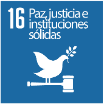 16 Paz, justicia e
instituciones
sólidas